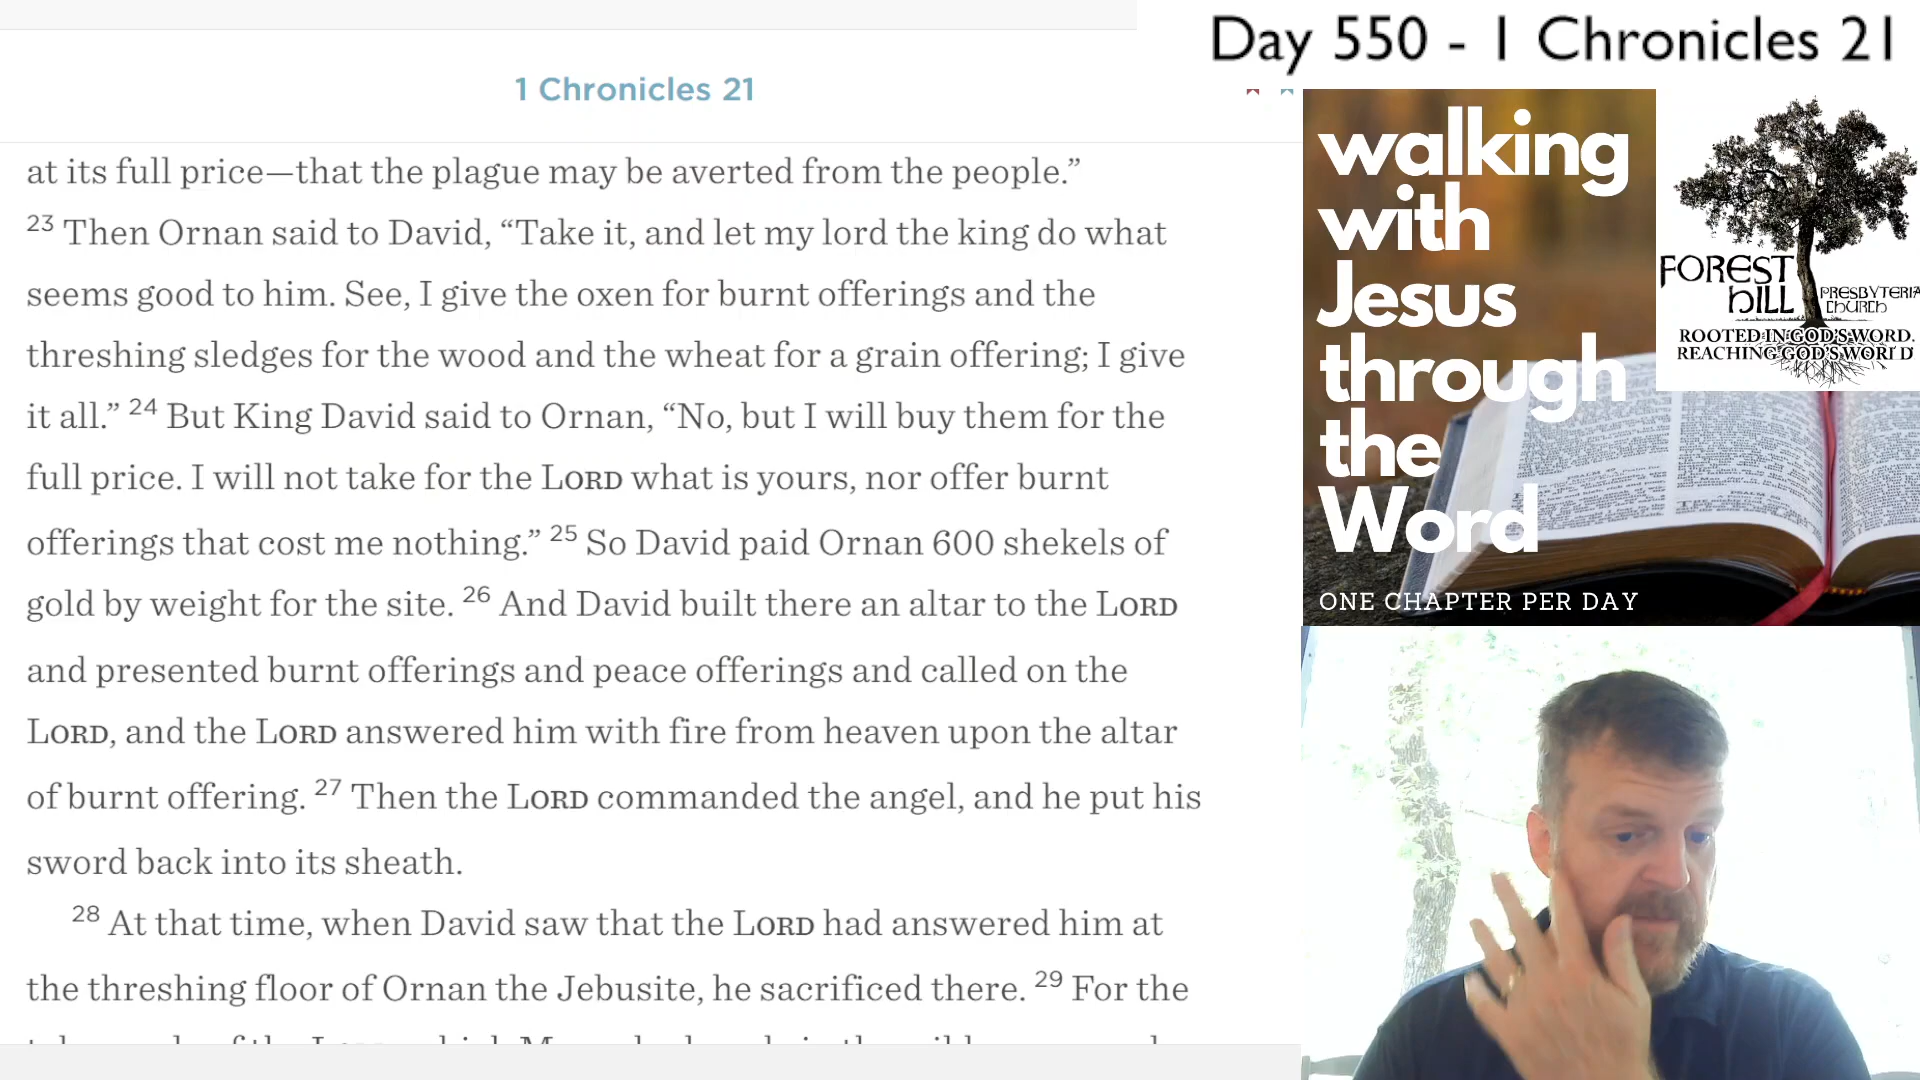 Day 550 - 1 Chronicles 21
1 Chronicles 21
at its full price—that the plague may be averted from the people.”
23 Then Ornan said to David, “Take it, and let my lord the king do what
seems good to him. See, I give the oxen for burnt offerings and the
threshing sledges for the wood and the wheat for a grain offering; I give
it all.” 24 But King David said to Ornan, “No, but I will buy them for the
full price. I will not take for the LORD what is yours, nor offer burnt
offerings that cost me nothing.” 25 So David paid Ornan 600 shekels of
gold by weight for the site. 26 And David built there an altar to the LORD
and presented burnt offerings and peace offerings and called on the
LORD, and the LORD answered him with fire from heaven upon the altar
of burnt offering. 27 Then the LORD commanded the angel, and he put his
sword back into its sheath.
28 At that time, when David saw that the LORD had answered him at
the threshing floor of Ornan the Jebusite, he sacrificed there. 29 For the
walking
with
Jesus
through
the
Word
ONE CHAPTER PER DAY
FOREST
HILL
PRESBYTERIA
CHURCH
ROOTED IN GOD'S WORD.
REACHING GOD'S WORLD